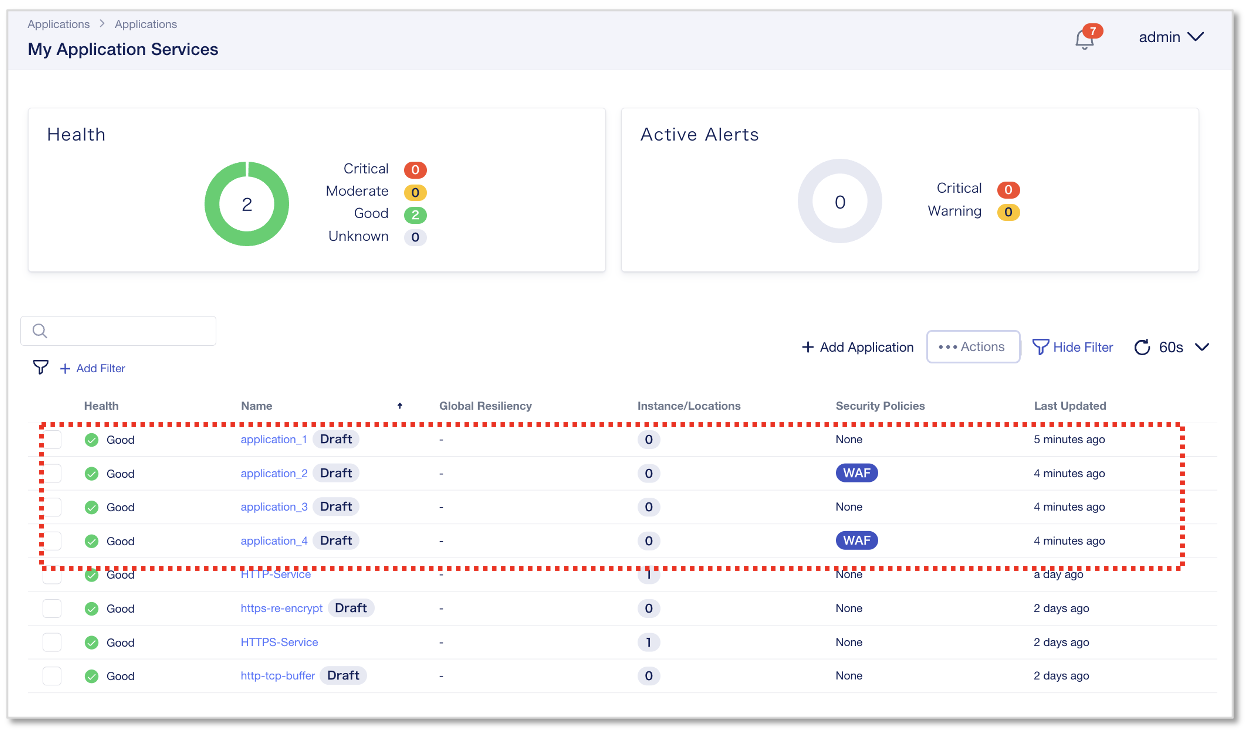 Applications > Applications
My Application Services
7
admin
Health
2
Critical 0
Moderate 0
Good 2
Unknown 0
Active Alerts
0
Critical 0
Warning 0
+ Add Application ••• Actions Hide Filter 60s
+ Add Filter
Health Name Global Resiliency Instance/Locations Security Policies Last Updated
Good application_1 Draft - 0 None 5 minutes ago
Good application_2 Draft - 0 WAF 4 minutes ago
Good application_3 Draft - 0 None 4 minutes ago
Good application_4 Draft - 0 WAF 4 minutes ago
Good HTTP-Service - 1 None a day ago
Good https-re-encrypt Draft - 0 None 2 days ago
Good HTTPS-Service - 1 None 2 days ago
Good http-tcp-buffer Draft - 0 None 2 days ago